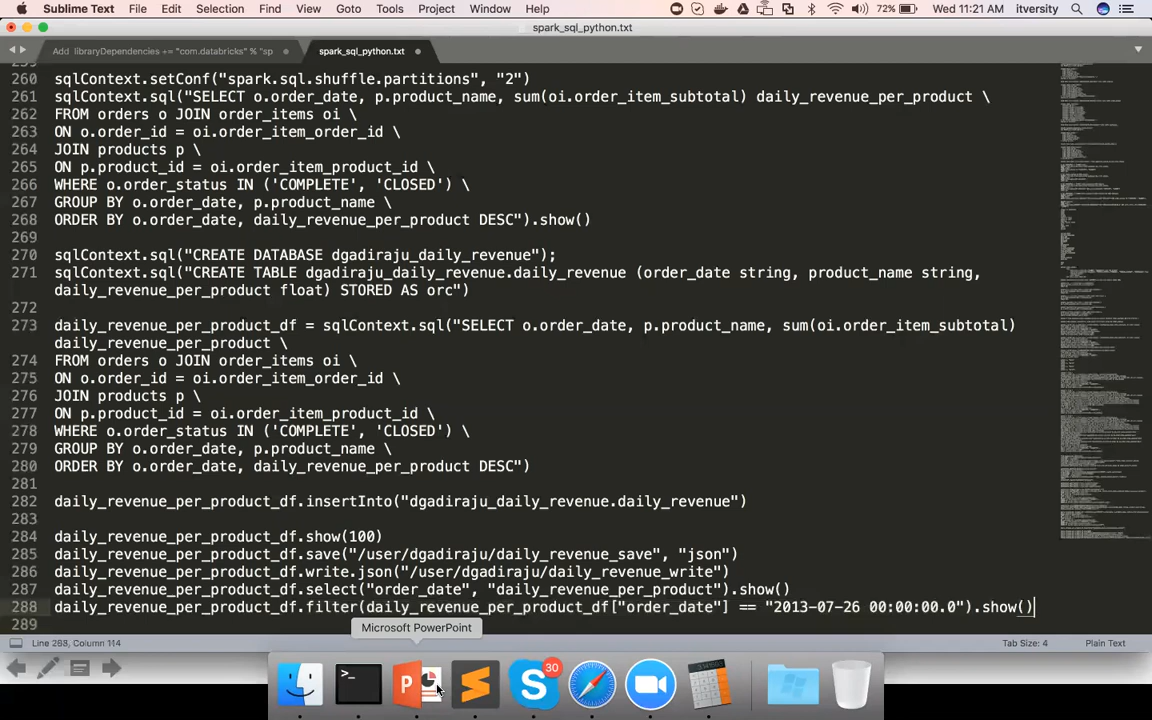 Sublime Text File Edit Selection Find View Goto Tools Project Window Help 72% Wed 11:21 AM itversity
spark_sql_python.txt
Add libraryDependencies += "com.databricks" % "sp
spark_sql_python.txt
260 sqlContext.setConf("spark.sql.shuffle.partitions", "2")
261 sqlContext.sql("SELECT o.order_date, p.product_name, sum(oi.order_item_subtotal) daily_revenue_per_product \
262 FROM orders o JOIN order_items oi \
263 ON o.order_id = oi.order_item_order_id \
264 JOIN products p \
265 ON p.product_id = oi.order_item_product_id \
266 WHERE o.order_status IN ('COMPLETE', 'CLOSED') \
267 GROUP BY o.order_date, p.product_name \
268 ORDER BY o.order_date, daily_revenue_per_product DESC").show()
269
270 sqlContext.sql("CREATE DATABASE dgadiraju_daily_revenue");
271 sqlContext.sql("CREATE TABLE dgadiraju_daily_revenue.daily_revenue (order_date string, product_name string,
daily_revenue_per_product float) STORED AS orc")
272
273 daily_revenue_per_product_df = sqlContext.sql("SELECT o.order_date, p.product_name, sum(oi.order_item_subtotal)
daily_revenue_per_product \
274 FROM orders o JOIN order_items oi \
275 ON o.order_id = oi.order_item_order_id \
276 JOIN products p \
277 ON p.product_id = oi.order_item_product_id \
278 WHERE o.order_status IN ('COMPLETE', 'CLOSED') \
279 GROUP BY o.order_date, p.product_name \
280 ORDER BY o.order_date, daily_revenue_per_product DESC")
281
282 daily_revenue_per_product_df.insertInto("dgadiraju_daily_revenue.daily_revenue")
283
284 daily_revenue_per_product_df.show(100)
285 daily_revenue_per_product_df.save("/user/dgadiraju/daily_revenue_save", "json")
286 daily_revenue_per_product_df.write.json("/user/dgadiraju/daily_revenue_write")
287 daily_revenue_per_product_df.select("order_date", "daily_revenue_per_product").show()
288 daily_revenue_per_product_df.filter(daily_revenue_per_product_df["order_date"] == "2013-07-26 00:00:00.0").show()
289
Microsoft PowerPoint
Line 268, Column 114 Tab Size: 4 Plain Text
30